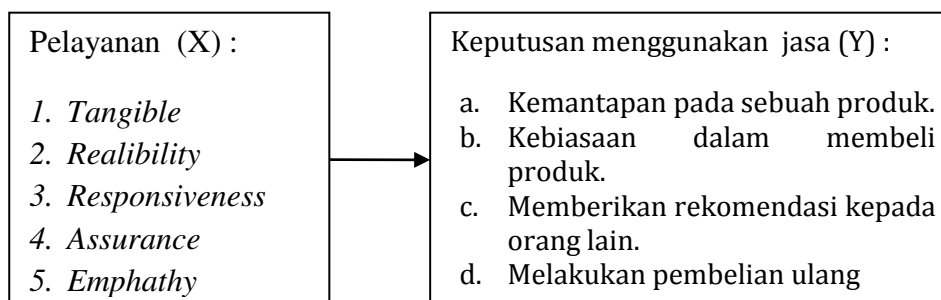 Pelayanan (X) :
1. Tangible
2. Realibility
3. Responsiveness
4. Assurance
5. Emphathy
Keputusan menggunakan jasa (Y) :
a. Kemantapan pada sebuah produk.
b. Kebiasaan dalam membeli
produk.
c. Memberikan rekomendasi kepada
orang lain.
d. Melakukan pembelian ulang